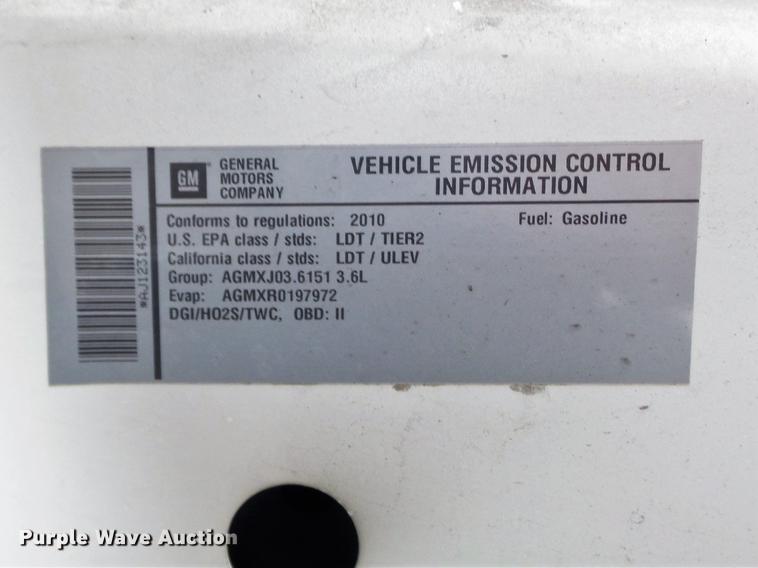 GM
GENERAL
MOTORS
COMPANY
VEHICLE EMISSION CONTROL
INFORMATION
Conforms to regulations: 2010
Fuel: Gasoline
U.S. EPA class / stds: LDT / TIER2
California class / stds: LDT / ULEV
Group: AGMXJ03.6151 3.6L
Evap: AGMXR0197972
DGI/HO2S/TWC, OBD: II
*AJ123143*
Purple Wave Auction